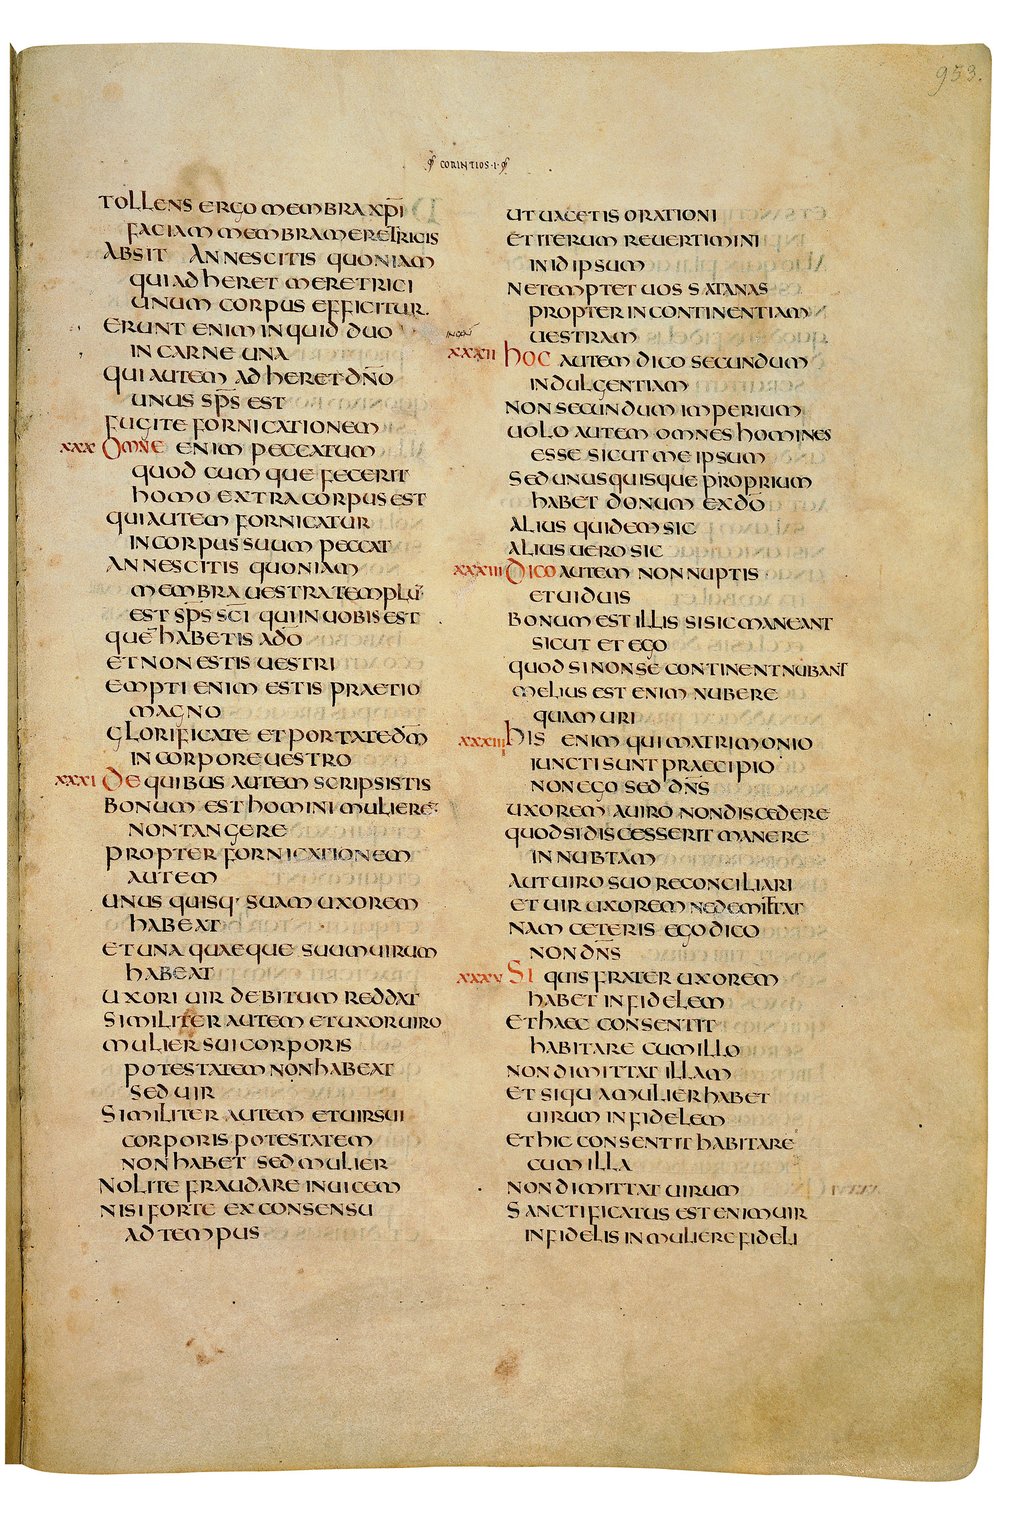 953.
CORINTIOS·I·
TOLLENS ERGO MEMBRA XP̅I
FACIAM MEMBRA MERETRICIS
ABSIT AN NESCITIS QUONIAM
QUI ADHERET MERETRICI
UNUM CORPUS EFFICITUR.
ERUNT ENIM INQUID DUO
IN CARNE UNA
QUI AUTEM ADHERET D̅N̅O
UNUS S̅P̅S EST
FUGITE FORNICATIONEM
XXX OMNE ENIM PECCATUM
QUOD CUMQUE FECERIT
HOMO EXTRA CORPUS EST
QUI AUTEM FORNICATUR
IN CORPUS SUUM PECCAT
AN NESCITIS QUONIAM
MEMBRA UESTRA TEMPLU̅
EST S̅P̅S S̅C̅I QUI IN UOBIS EST
QUE̅ HABETIS A D̅O
ET NON ESTIS UESTRI
EMPTI ENIM ESTIS PRAETIO
MAGNO
GLORIFICATE ET PORTATE D̅M
IN CORPORE UESTRO
XXXI DE QUIBUS AUTEM SCRIPSISTIS
BONUM EST HOMINI MULIERE̅
NON TANGERE
PROPTER FORNICATIONEM
AUTEM
UNUS QUISQ· SUAM UXOREM
HABEAT
ET UNA QUAEQUE SUUM UIRUM
HABEAT
UXORI UIR DEBITUM REDDAT
SIMILITER AUTEM ET UXOR UIRO
MULIER SUI CORPORIS
POTESTATEM NON HABEAT
SED UIR
SIMILITER AUTEM ET UIR SUI
CORPORIS POTESTATEM
NON HABET SED MULIER
NOLITE FRAUDARE INUICEM
NISI FORTE EX CONSENSU
AD TEMPUS
UT UACETIS ORATIONI
ET ITERUM REUERTIMINI
IN ID IPSUM
NE TEMPTET UOS SATANAS
PROPTER INCONTINENTIAM
UESTRAM
XXXII HOC AUTEM DICO SECUNDUM
INDULGENTIAM
NON SECUNDUM IMPERIUM
UOLO AUTEM OMNES HOMINES
ESSE SICUT ME IPSUM
SED UNUSQUISQUE PROPRIUM
HABET DONUM EX D̅O
ALIUS QUIDEM SIC
ALIUS UERO SIC
XXXIII DICO AUTEM NON NUPTIS
ET UIDUIS
BONUM EST ILLIS SI SIC MANEANT
SICUT ET EGO
QUOD SI NON SE CONTINENT NUBANT
MELIUS EST ENIM NUBERE
QUAM URI
XXXIIII HIS ENIM QUI MATRIMONIO
IUNCTI SUNT PRAECIPIO
NON EGO SED D̅N̅S
UXOREM A UIRO NON DISCEDERE
QUOD SI DISCESSERIT MANERE
INNUBTAM
AUT UIRO SUO RECONCILIARI
ET UIR UXOREM NE DEMITTAT
NAM CETERIS EGO DICO
NON D̅N̅S
XXXV SI QUIS FRATER UXOREM
HABET INFIDELEM
ET HAEC CONSENTIT
HABITARE CUM ILLO
NON DIMITTAT ILLAM
ET SI QUA MULIER HABET
UIRUM INFIDELEM
ET HIC CONSENTIT HABITARE
CUM ILLA
NON DIMITTAT UIRUM
SANCTIFICATUS EST ENIM UIR
INFIDELIS IN MULIERE FIDELI